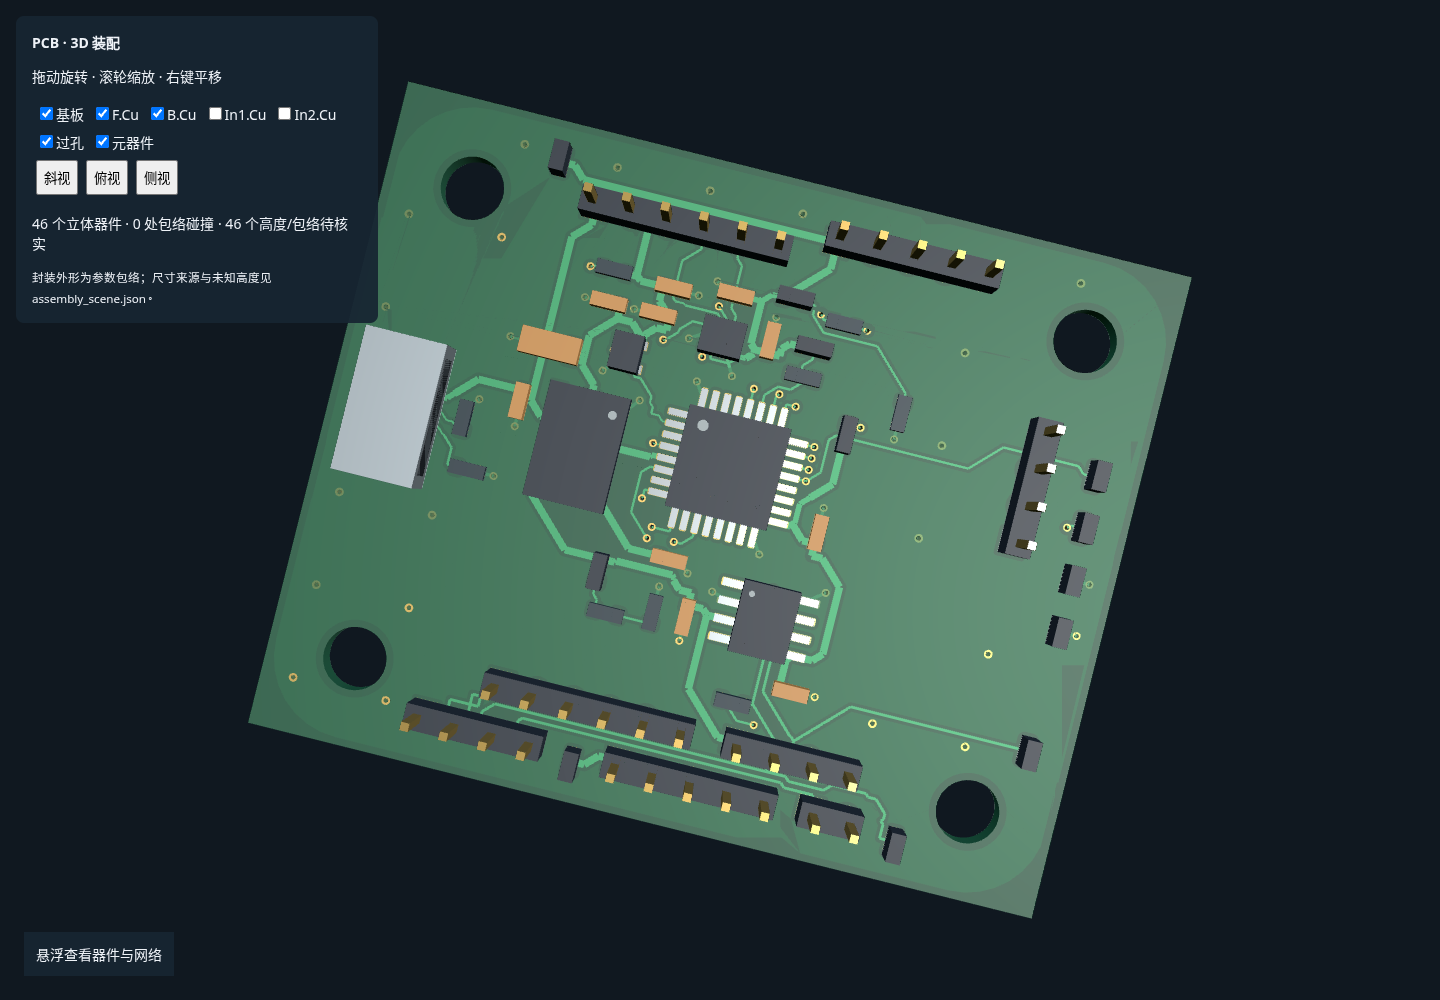 PCB · 3D 装配
拖动旋转 · 滚轮缩放 · 右键平移
基板 F.Cu B.Cu In1.Cu In2.Cu
过孔 元器件
斜视 俯视 侧视
46 个立体器件 · 0 处包络碰撞 · 46 个高度/包络待核
实
封装外形为参数包络；尺寸来源与未知高度见
assembly_scene.json。
悬浮查看器件与网络